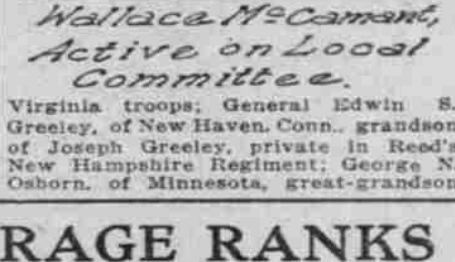 Wallace McCamant,
Active on Local
Committee.
Virginia troops; General Edwin S.
Greeley, of New Haven, Conn., grandson
of Joseph Greeley, private in Reed's
New Hampshire Regiment; George N.
Osborn, of Minnesota, great-grandson
RAGE RANKS